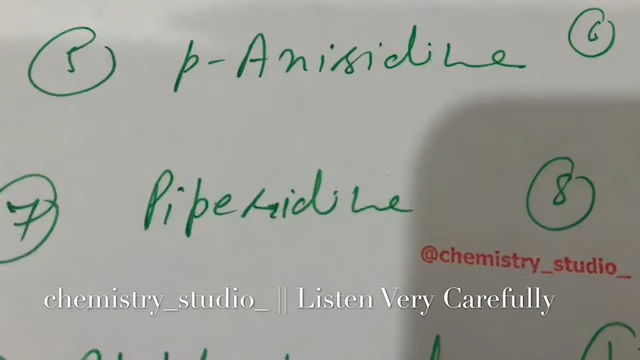 5 p-Anisidine 6
7 Piperidine 8
@chemistry_studio_
chemistry_studio_ || Listen Very Carefully